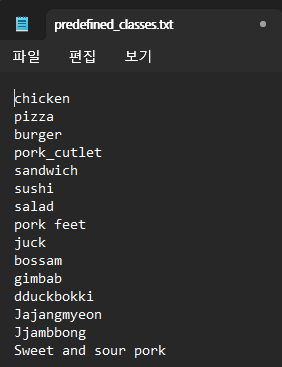 predefined_classes.txt
파일 편집 보기
chicken
pizza
burger
pork_cutlet
sandwich
sushi
salad
pork feet
juck
bossam
gimbab
dduckbokki
Jajangmyeon
Jjambbong
Sweet and sour pork